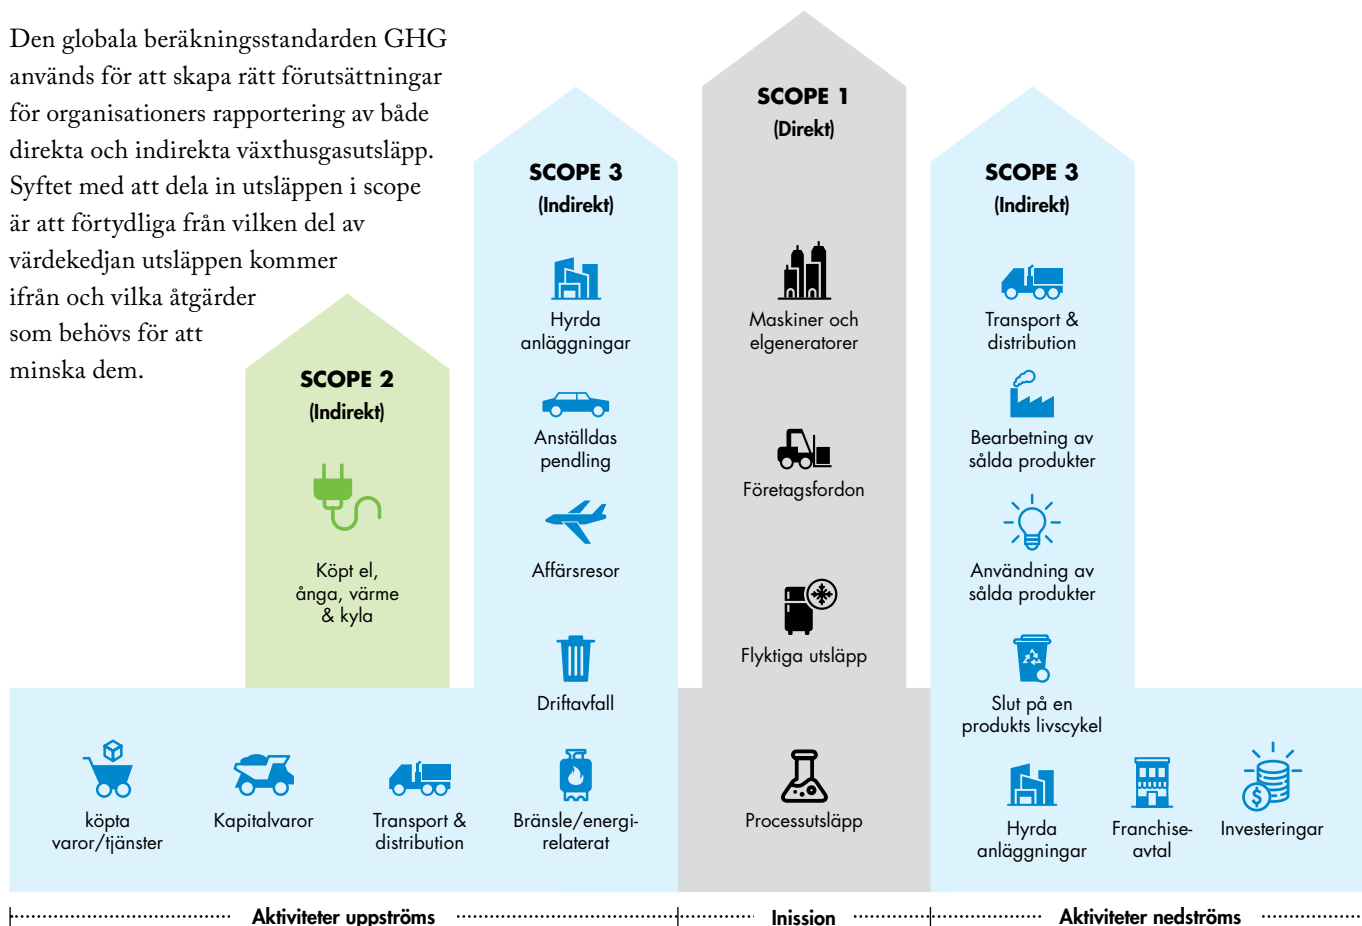 Den globala beräkningsstandarden GHG
används för att skapa rätt förutsättningar
för organisationers rapportering av både
direkta och indirekta växthusgasutsläpp.
Syftet med att dela in utsläppen i scope
är att förtydliga från vilken del av
värdekedjan utsläppen kommer
ifrån och vilka åtgärder
som behövs för att
minska dem.
SCOPE 2
(Indirekt)
Köpt el,
ånga, värme
& kyla
SCOPE 3
(Indirekt)
Hyrda
anläggningar
Anställdas
pendling
Affärsresor
Driftavfall
köpta
varor/tjänster
Kapitalvaror
Transport &
distribution
Bränsle/energi-
relaterat
SCOPE 1
(Direkt)
Maskiner och
elgeneratorer
Företagsfordon
Flyktiga utsläpp
Processutsläpp
SCOPE 3
(Indirekt)
Transport &
distribution
Bearbetning av
sålda produkter
Användning av
sålda produkter
Slut på en
produkts livscykel
Hyrda
anläggningar
Franchise-
avtal
$
Investeringar
Aktiviteter uppströms
Inission
Aktiviteter nedströms